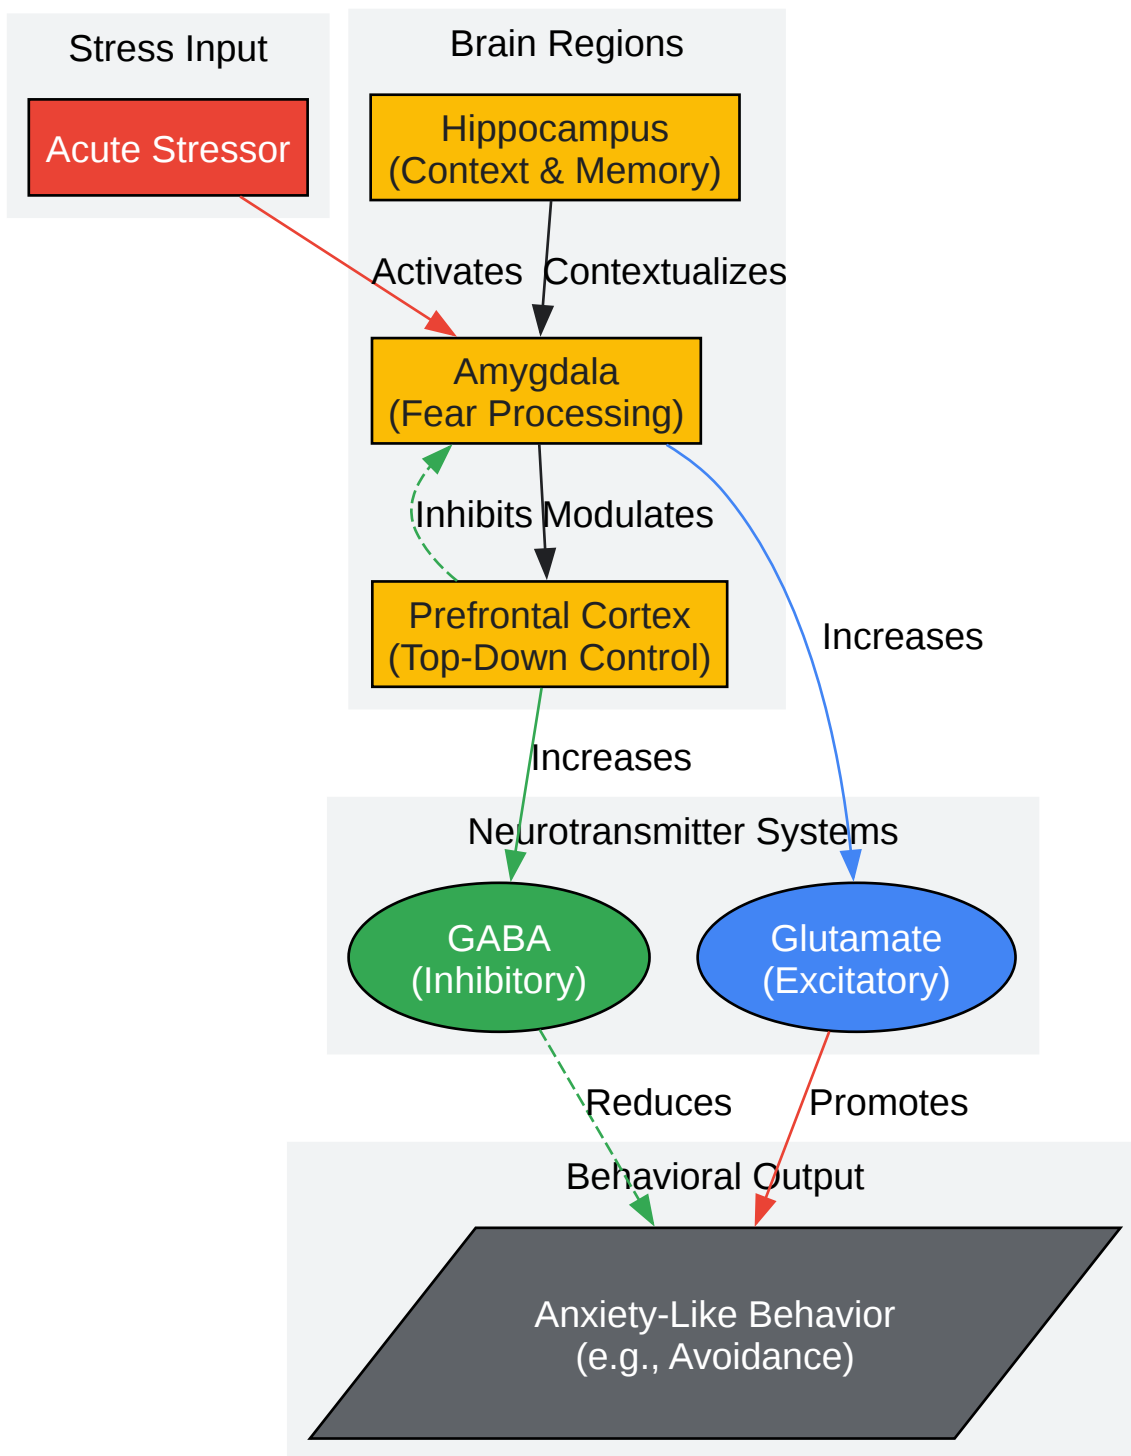 Stress Input
Brain Regions
Acute Stressor
Hippocampus
(Context & Memory)
Activates
Contextualizes
Amygdala
(Fear Processing)
Inhibits
Modulates
Prefrontal Cortex
(Top-Down Control)
Increases
Increases
Neurotransmitter Systems
GABA
(Inhibitory)
Glutamate
(Excitatory)
Reduces
Promotes
Behavioral Output
Anxiety-Like Behavior
(e.g., Avoidance)